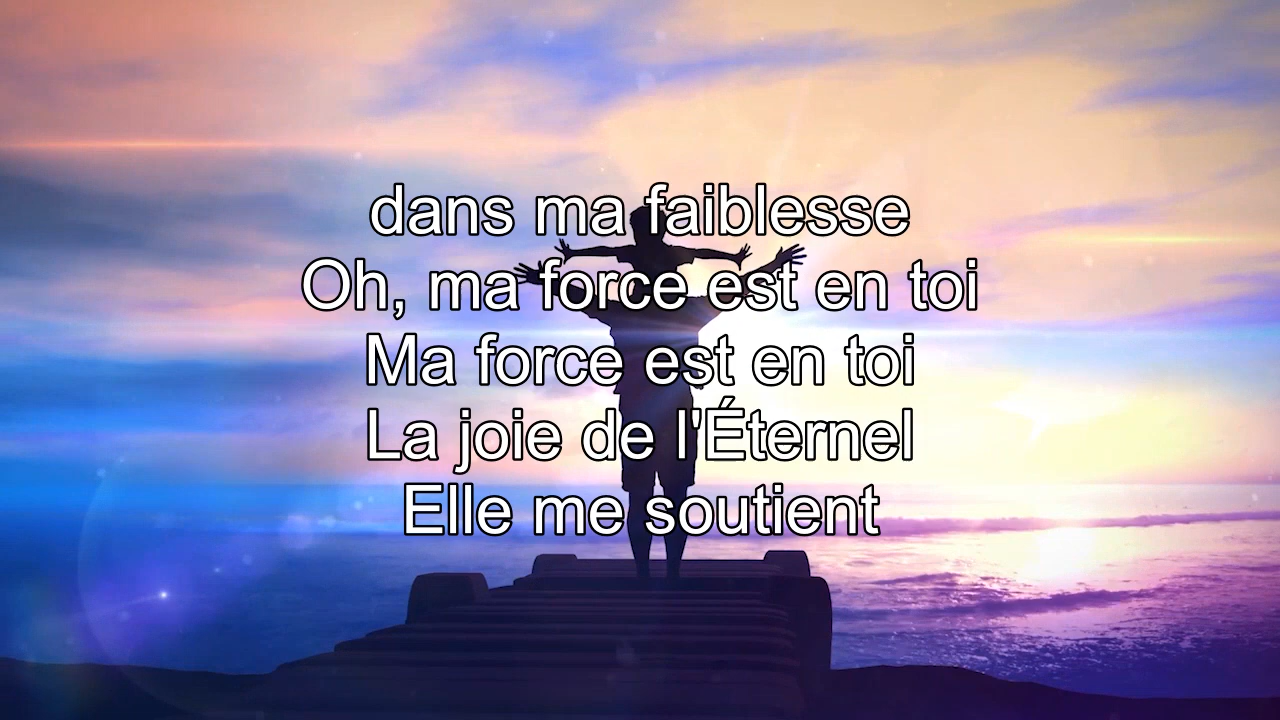 dans ma faiblesse
Oh, ma force est en toi
Ma force est en toi
La joie de l'Éternel
Elle me soutient